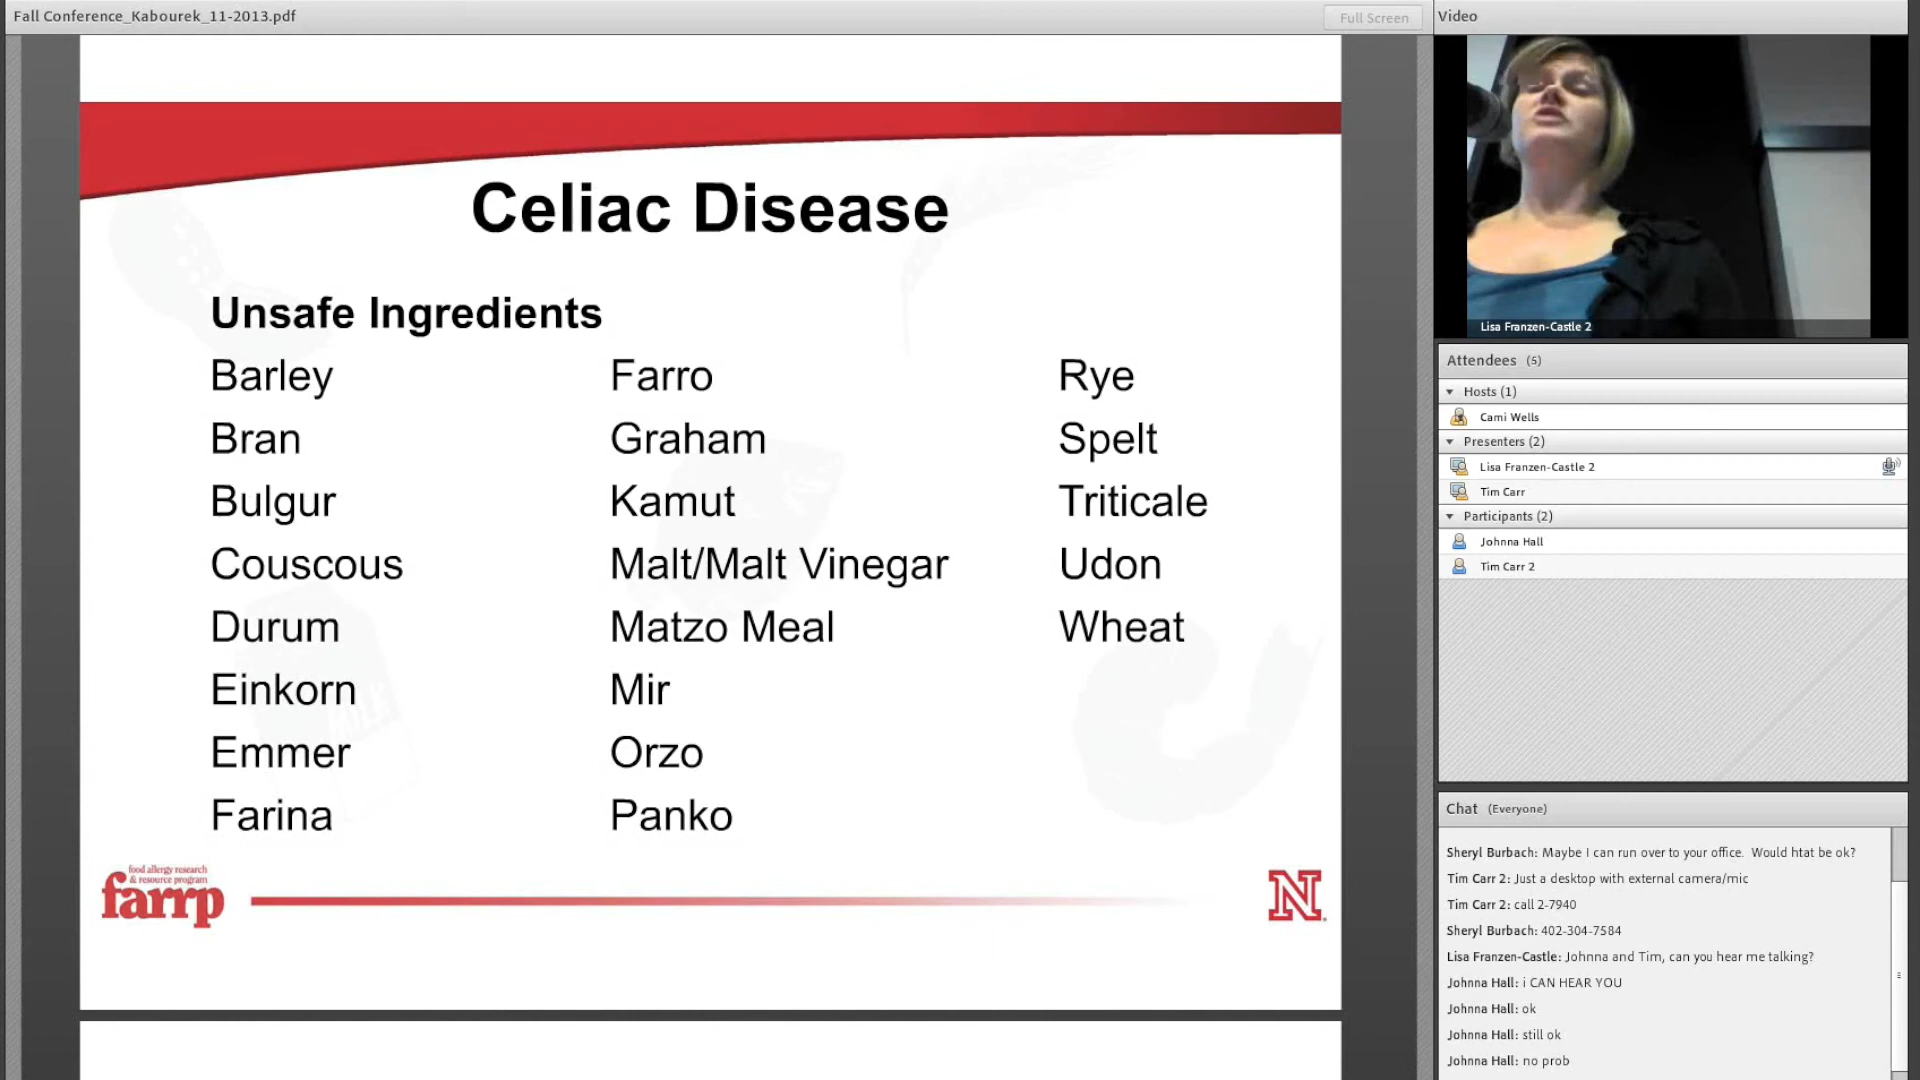 Fall Conference_Kabourek_11-2013.pdf
Full Screen
Celiac Disease
Unsafe Ingredients
Barley
Bran
Bulgur
Couscous
Durum
Einkorn
Emmer
Farina
Farro
Graham
Kamut
Malt/Malt Vinegar
Matzo Meal
Mir
Orzo
Panko
Rye
Spelt
Triticale
Udon
Wheat
food allergy research
& resource program
farrp
N
Video
Lisa Franzen-Castle 2
Attendees (5)
Hosts (1)
Cami Wells
Presenters (2)
Lisa Franzen-Castle 2
Tim Carr
Participants (2)
Johnna Hall
Tim Carr 2
Chat (Everyone)
Sheryl Burbach: Maybe I can run over to your office. Would htat be ok?
Tim Carr 2: Just a desktop with external camera/mic
Tim Carr 2: call 2-7940
Sheryl Burbach: 402-304-7584
Lisa Franzen-Castle: Johnna and Tim, can you hear me talking?
Johnna Hall: i CAN HEAR YOU
Johnna Hall: ok
Johnna Hall: still ok
Johnna Hall: no prob